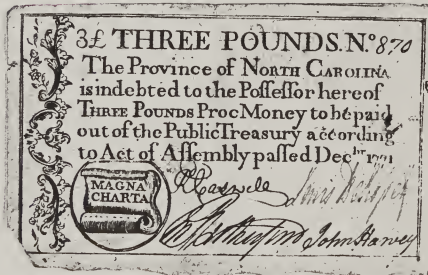 3£ THREE POUNDS. N.º 870
The Province of NORTH CAROLINA
is indebted to the Poſſeſſor hereof
THREE POUNDS Proc Money to be paid
out of the Public Treasury according
to Act of Aſſembly paſſed Decbr. 1771
MAGNA
CHARTA
R Caswell
John Harvey